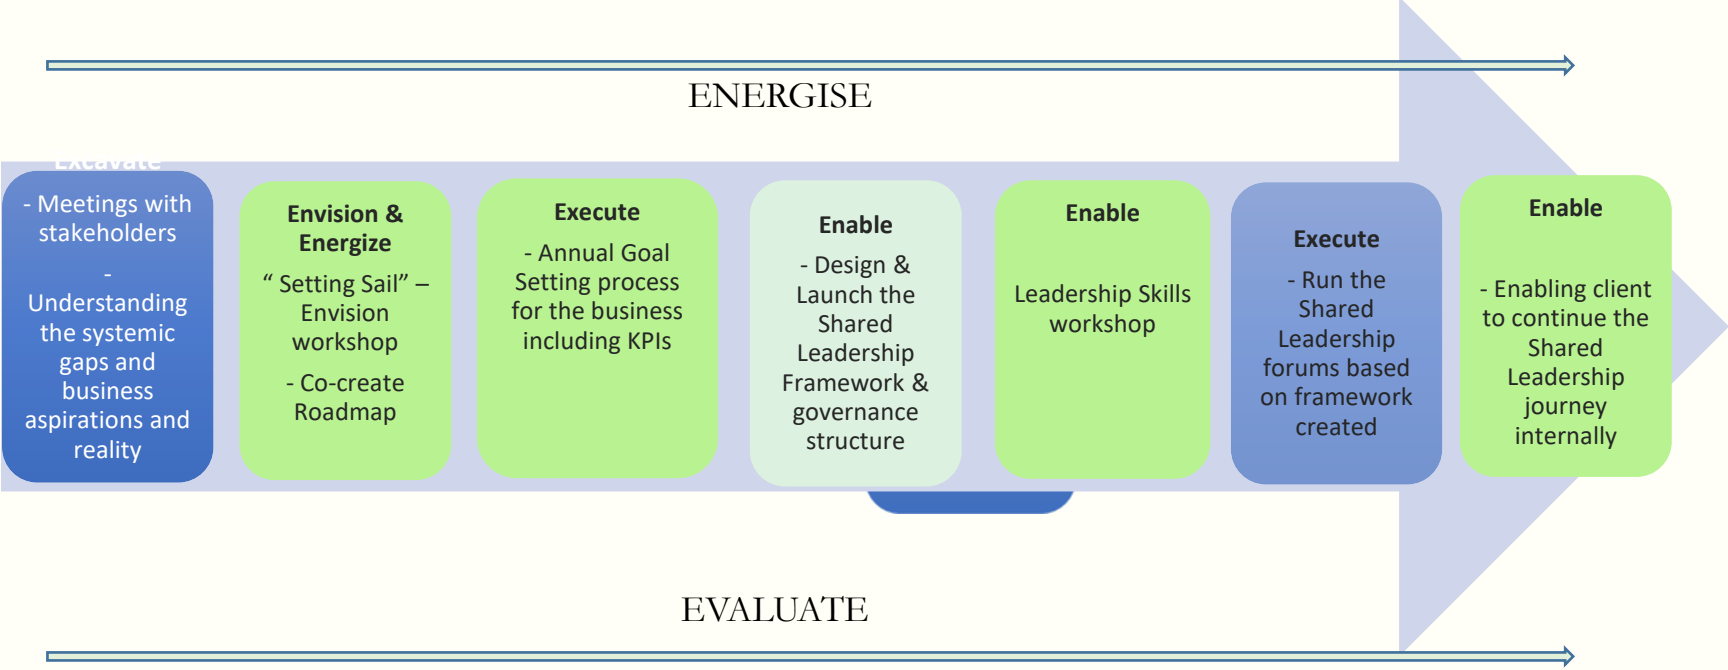 ENERGISE
Excavate
- Meetings with
stakeholders
-
Understanding
the systemic
gaps and
business
aspirations and
reality
Envision &
Energize
“ Setting Sail” –
Envision
workshop
- Co-create
Roadmap
Execute
- Annual Goal
Setting process
for the business
including KPIs
Enable
- Design &
Launch the
Shared
Leadership
Framework &
governance
structure
Enable
Leadership Skills
workshop
Execute
- Run the
Shared
Leadership
forums based
on framework
created
Enable
- Enabling client
to continue the
Shared
Leadership
journey
internally
EVALUATE